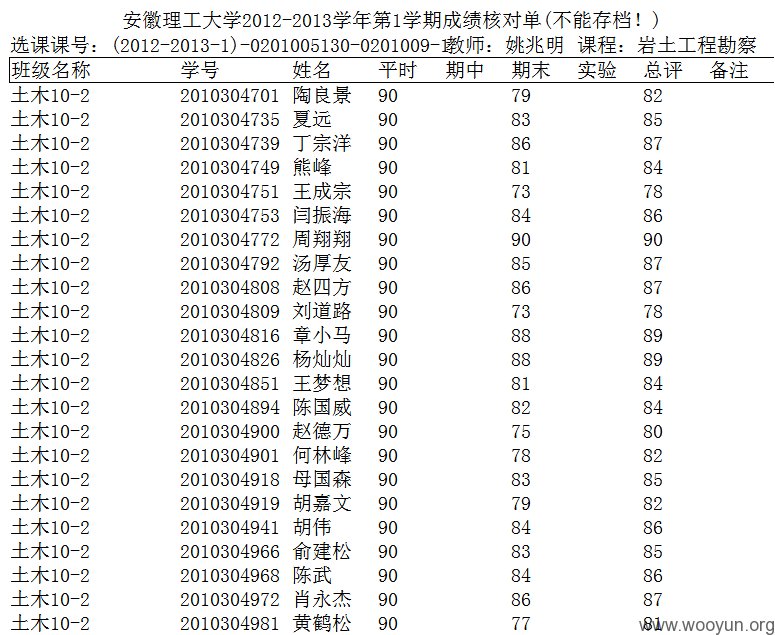 安徽理工大学2012-2013学年第1学期成绩核对单(不能存档！)
选课课号：(2012-2013-1)-0201005130-0201009-1教师：姚兆明 课程：岩土工程勘察
班级名称 学号 姓名 平时 期中 期末 实验 总评 备注
土木10-2 2010304701 陶良景 90 79 82
土木10-2 2010304735 夏远 90 83 85
土木10-2 2010304739 丁宗洋 90 86 87
土木10-2 2010304749 熊峰 90 81 84
土木10-2 2010304751 王成宗 90 73 78
土木10-2 2010304753 闫振海 90 84 86
土木10-2 2010304772 周翔翔 90 90 90
土木10-2 2010304792 汤厚友 90 85 87
土木10-2 2010304808 赵四方 90 86 87
土木10-2 2010304809 刘道路 90 73 78
土木10-2 2010304816 章小马 90 88 89
土木10-2 2010304826 杨灿灿 90 88 89
土木10-2 2010304851 王梦想 90 81 84
土木10-2 2010304894 陈国威 90 82 84
土木10-2 2010304900 赵德万 90 75 80
土木10-2 2010304901 何林峰 90 78 82
土木10-2 2010304918 母国森 90 83 85
土木10-2 2010304919 胡嘉文 90 79 82
土木10-2 2010304941 胡伟 90 84 86
土木10-2 2010304966 俞建松 90 83 85
土木10-2 2010304968 陈武 90 84 86
土木10-2 2010304972 肖永杰 90 86 87
土木10-2 2010304981 黄鹤松 90 77 81
www.wooyun.org